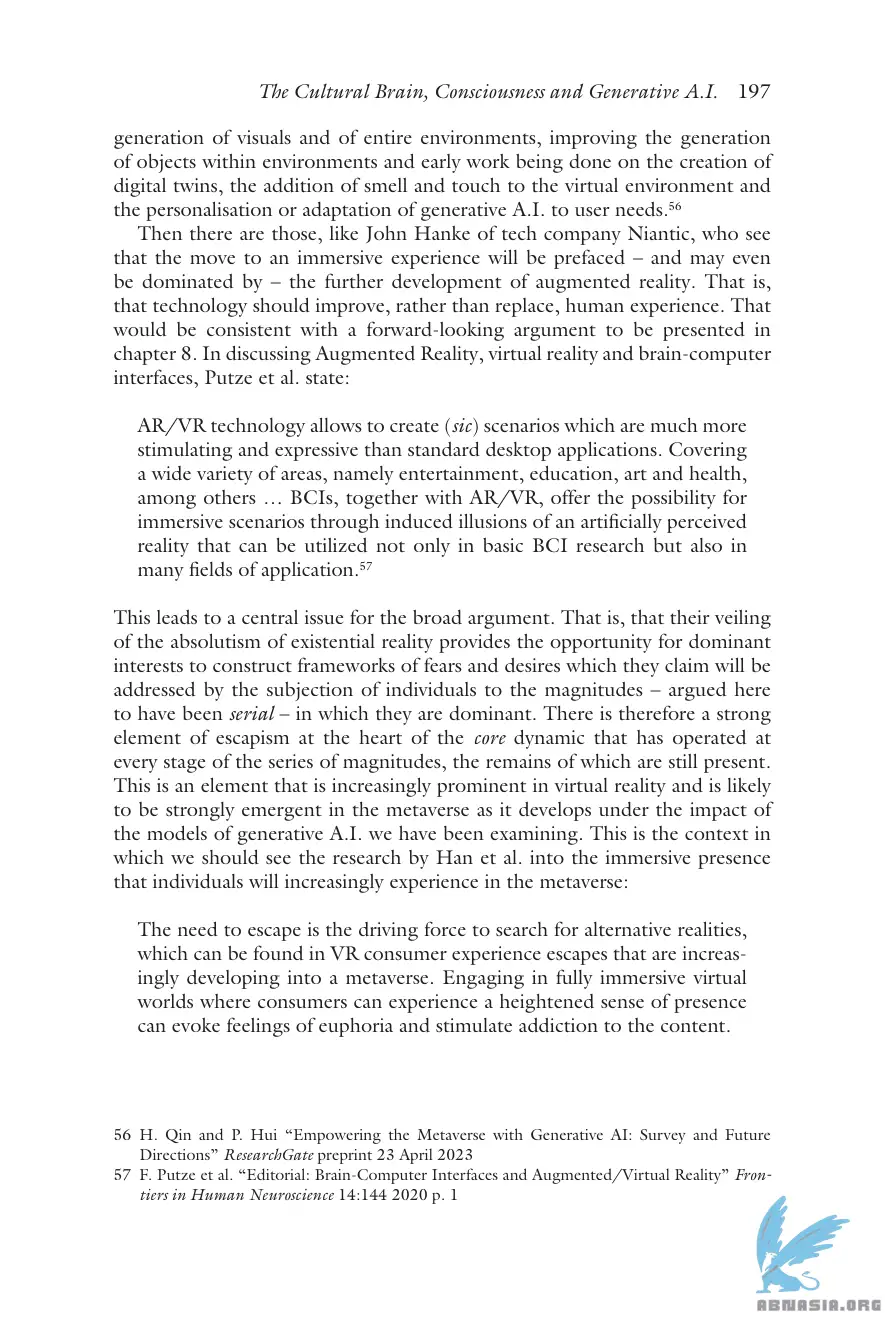 The Cultural Brain, Consciousness and Generative A.I. 197
generation of visuals and of entire environments, improving the generation
of objects within environments and early work being done on the creation of
digital twins, the addition of smell and touch to the virtual environment and
the personalisation or adaptation of generative A.I. to user needs.56
Then there are those, like John Hanke of tech company Niantic, who see
that the move to an immersive experience will be prefaced – and may even
be dominated by – the further development of augmented reality. That is,
that technology should improve, rather than replace, human experience. That
would be consistent with a forward-looking argument to be presented in
chapter 8. In discussing Augmented Reality, virtual reality and brain-computer
interfaces, Putze et al. state:
AR/VR technology allows to create (sic) scenarios which are much more
stimulating and expressive than standard desktop applications. Covering
a wide variety of areas, namely entertainment, education, art and health,
among others … BCIs, together with AR/VR, offer the possibility for
immersive scenarios through induced illusions of an artificially perceived
reality that can be utilized not only in basic BCI research but also in
many fields of application.57
This leads to a central issue for the broad argument. That is, that their veiling
of the absolutism of existential reality provides the opportunity for dominant
interests to construct frameworks of fears and desires which they claim will be
addressed by the subjection of individuals to the magnitudes – argued here
to have been serial – in which they are dominant. There is therefore a strong
element of escapism at the heart of the core dynamic that has operated at
every stage of the series of magnitudes, the remains of which are still present.
This is an element that is increasingly prominent in virtual reality and is likely
to be strongly emergent in the metaverse as it develops under the impact of
the models of generative A.I. we have been examining. This is the context in
which we should see the research by Han et al. into the immersive presence
that individuals will increasingly experience in the metaverse:
The need to escape is the driving force to search for alternative realities,
which can be found in VR consumer experience escapes that are increas-
ingly developing into a metaverse. Engaging in fully immersive virtual
worlds where consumers can experience a heightened sense of presence
can evoke feelings of euphoria and stimulate addiction to the content.
56 H. Qin and P. Hui “Empowering the Metaverse with Generative AI: Survey and Future
Directions” ResearchGate preprint 23 April 2023
57 F. Putze et al. “Editorial: Brain-Computer Interfaces and Augmented/Virtual Reality” Fron-
tiers in Human Neuroscience 14:144 2020 p. 1
ABNASIA.ORG